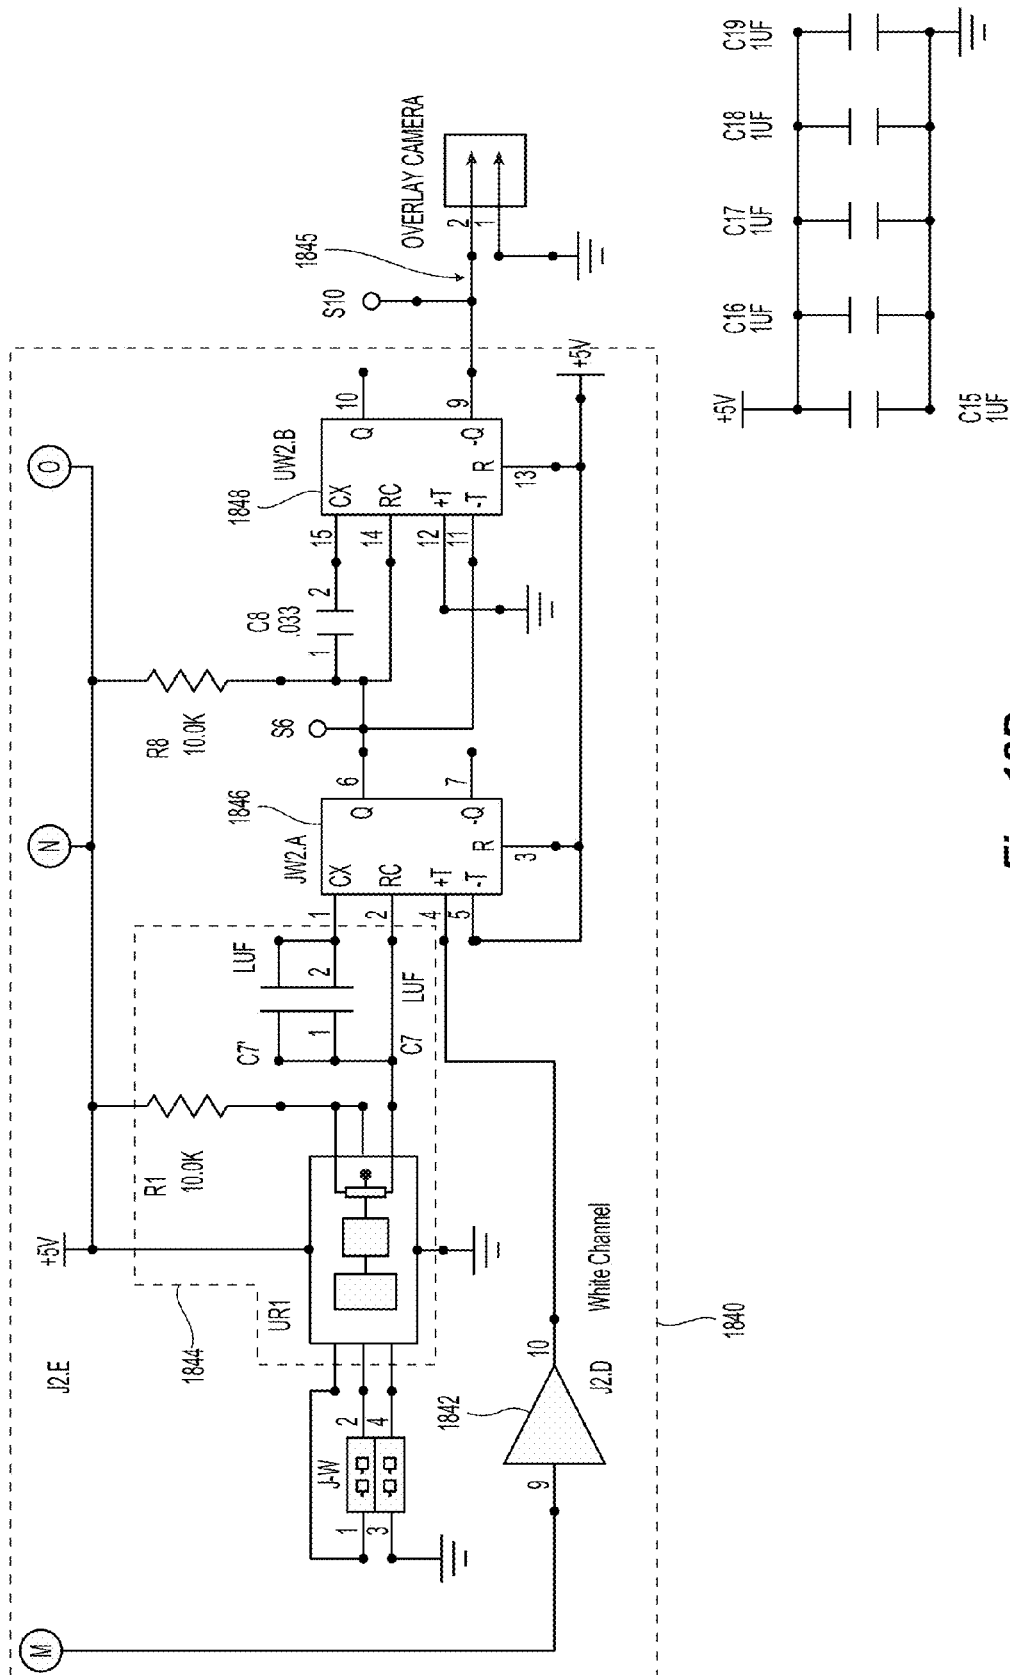 M
N
O
J2.E
+5V
1844
R1
10.0K
UR1
J-W
1
2
3
4
C7'
LUF
1
2
C7
LUF
JW2.A
1846
CX
RC
+T
-T
Q
-Q
R
1
2
4
5
6
7
3
S6
R8
10.0K
C8
.033
1
2
UW2.B
1848
CX
RC
+T
-T
Q
-Q
R
15
14
12
11
10
9
13
S10
1845
OVERLAY CAMERA
2
1
+5V
1842
9
10
J2.D
White Channel
1840
+5V
C15
1UF
C16
1UF
C17
1UF
C18
1UF
C19
1UF